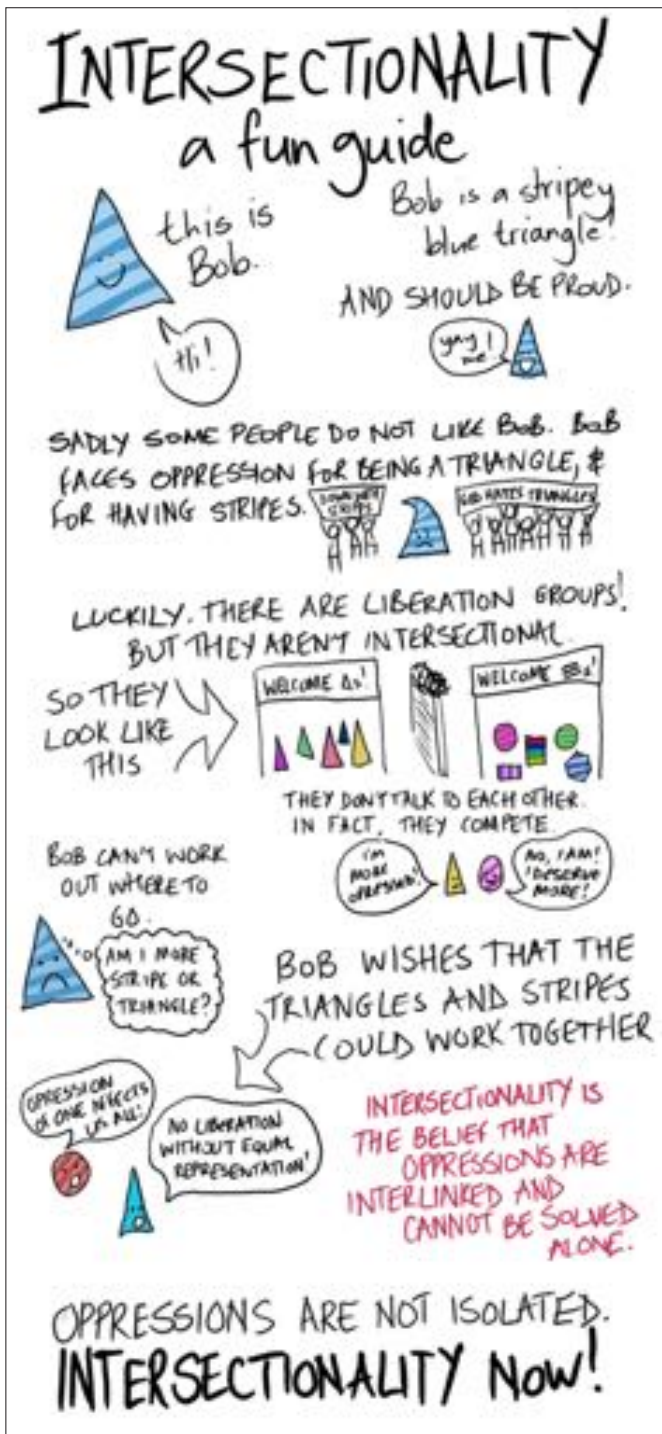 INTERSECTIONALITY
a fun guide
this is
Bob.
Hi!
Bob is a stripey
blue triangle!
AND SHOULD BE PROUD.
yay!
me!
SADLY SOME PEOPLE DO NOT LIKE BOB. BOB
FACES OPPRESSION FOR BEING A TRIANGLE, &
FOR HAVING STRIPES.
DOWN WITH
STRIPES
GOD HATES TRIANGLES
LUCKILY. THERE ARE LIBERATION GROUPS!
BUT THEY AREN'T INTERSECTIONAL.
SO THEY
LOOK LIKE
THIS
WELCOME △s!
WELCOME
THEY DON'T TALK TO EACH OTHER.
IN FACT, THEY COMPETE
I'M
MORE
OPRESSED!
NO, I AM!
I DESERVE
MORE!
BOB CAN'T WORK
OUT WHERE TO
GO.
AM I MORE
STRIPE OR
TRIANGLE?
BOB WISHES THAT THE
TRIANGLES AND STRIPES
COULD WORK TOGETHER
OPRESSION
OF ONE AFFECTS
US ALL!
NO LIBERATION
WITHOUT EQUAL
REPRESENTATION!
INTERSECTIONALITY IS
THE BELIEF THAT
OPPRESSIONS ARE
INTERLINKED AND
CANNOT BE SOLVED
ALONE.
OPPRESSIONS ARE NOT ISOLATED.
INTERSECTIONALITY NOW!